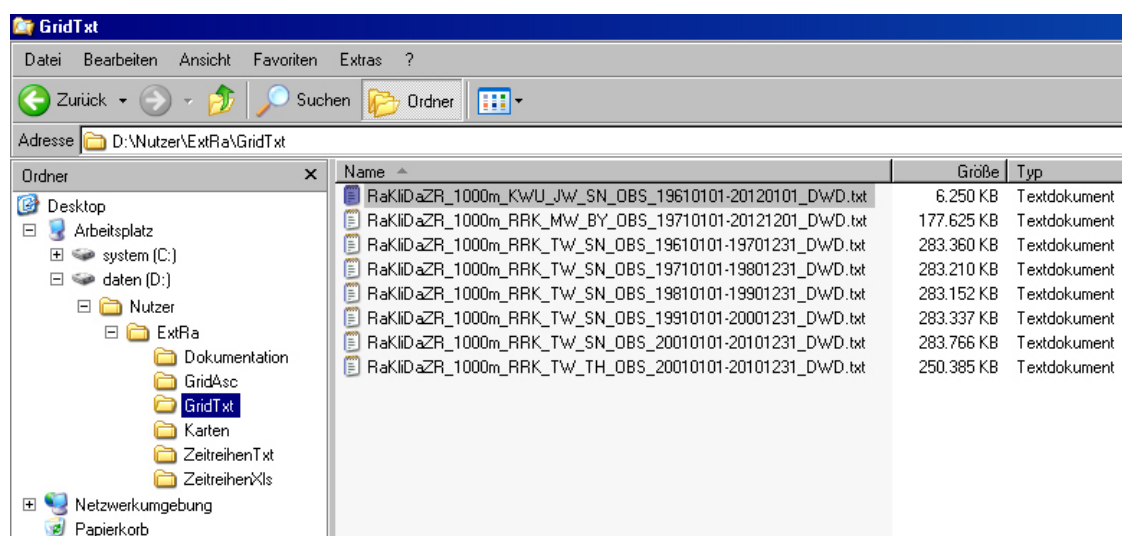 GridTxt
Datei Bearbeiten Ansicht Favoriten Extras ?
Zurück Suchen Ordner
Adresse D:\Nutzer\ExtRa\GridTxt
Ordner x
Desktop
Arbeitsplatz
system (C:)
daten (D:)
Nutzer
ExtRa
Dokumentation
GridAsc
GridTxt
Karten
ZeitreihenTxt
ZeitreihenXls
Netzwerkumgebung
Papierkorb
Name Größe Typ
RaKliDaZR_1000m_KWU_JW_SN_OBS_19610101-20120101_DWD.txt 6.250 KB Textdokument
RaKliDaZR_1000m_RRK_MW_BY_OBS_19710101-20121201_DWD.txt 177.625 KB Textdokument
RaKliDaZR_1000m_RRK_TW_SN_OBS_19610101-19701231_DWD.txt 283.360 KB Textdokument
RaKliDaZR_1000m_RRK_TW_SN_OBS_19710101-19801231_DWD.txt 283.210 KB Textdokument
RaKliDaZR_1000m_RRK_TW_SN_OBS_19810101-19901231_DWD.txt 283.152 KB Textdokument
RaKliDaZR_1000m_RRK_TW_SN_OBS_19910101-20001231_DWD.txt 283.337 KB Textdokument
RaKliDaZR_1000m_RRK_TW_SN_OBS_20010101-20101231_DWD.txt 283.766 KB Textdokument
RaKliDaZR_1000m_RRK_TW_TH_OBS_20010101-20101231_DWD.txt 250.385 KB Textdokument